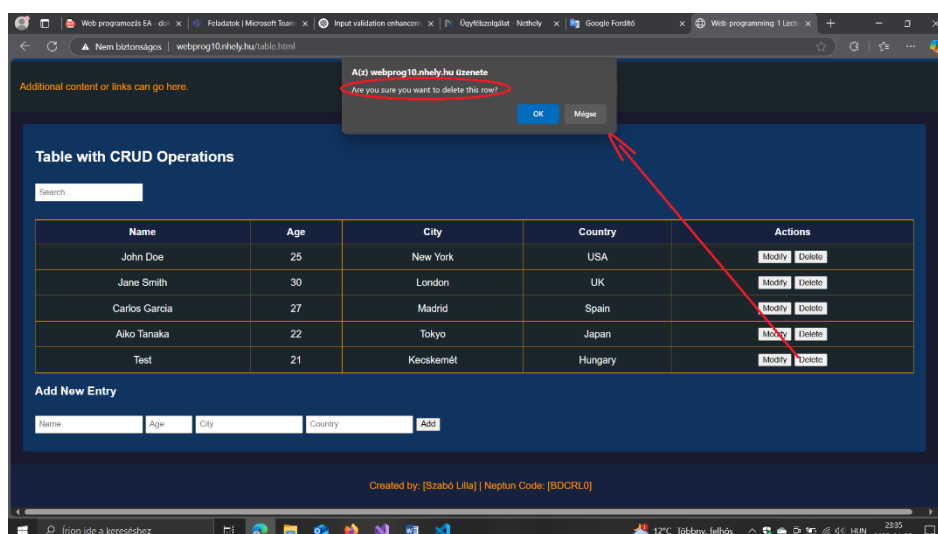 Web programozás EA - dol
Feladatok | Microsoft Team
Input validation enhancem
Ügyfélszolgálat Nethely
Google Fordító
Web-programming-1 Lect
Nem biztonságos | webprog10.nhely.hu/table.html
A(z) webprog10.nhely.hu üzenete
Are you sure you want to delete this row?
OK Mégse
Additional content or links can go here.
Table with CRUD Operations
Search...
Name Age City Country Actions
John Doe 25 New York USA Modify Delete
Jane Smith 30 London UK Modify Delete
Carlos Garcia 27 Madrid Spain Modify Delete
Aiko Tanaka 22 Tokyo Japan Modify Delete
Test 21 Kecskemét Hungary Modify Delete
Add New Entry
Name Age City Country Add
Created by: [Szabó Lilla] | Neptun Code: [BDCRL0]
Írjon ide a kereséshez
12°C Többny. felhős
HUN
23:35